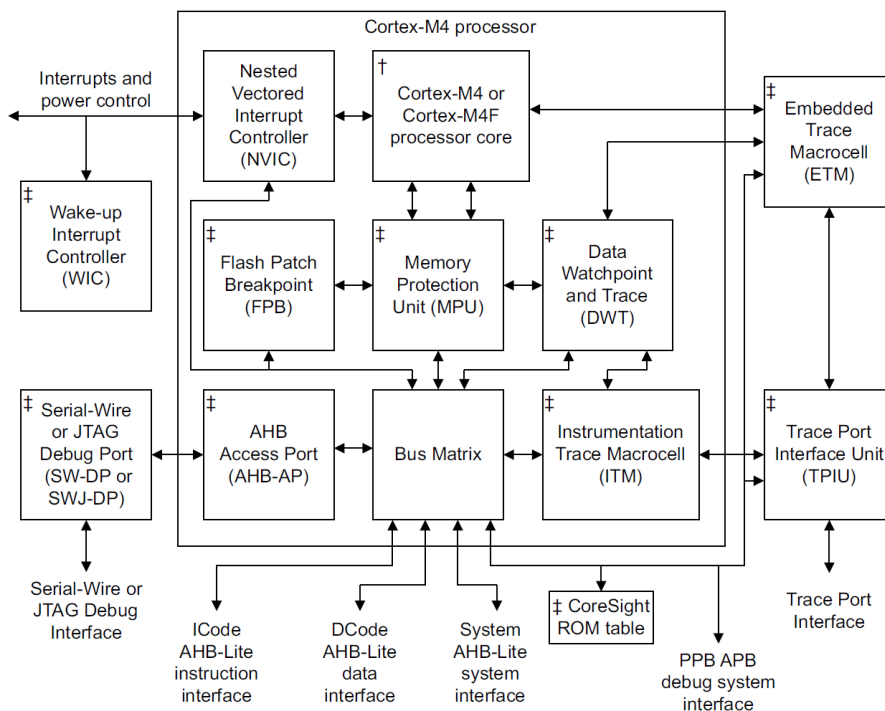 Cortex-M4 processor
Interrupts and
power control
Nested
Vectored
Interrupt
Controller
(NVIC)
†
Cortex-M4 or
Cortex-M4F
processor core
‡
Embedded
Trace
Macrocell
(ETM)
‡
Wake-up
Interrupt
Controller
(WIC)
‡
Flash Patch
Breakpoint
(FPB)
‡
Memory
Protection
Unit (MPU)
‡
Data
Watchpoint
and Trace
(DWT)
‡
Serial-Wire
or JTAG
Debug Port
(SW-DP or
SWJ-DP)
‡
AHB
Access Port
(AHB-AP)
Bus Matrix
‡
Instrumentation
Trace Macrocell
(ITM)
‡
Trace Port
Interface Unit
(TPIU)
Serial-Wire or
JTAG Debug
Interface
ICode
AHB-Lite
instruction
interface
DCode
AHB-Lite
data
interface
System
AHB-Lite
system
interface
‡ CoreSight
ROM table
PPB APB
debug system
interface
Trace Port
Interface